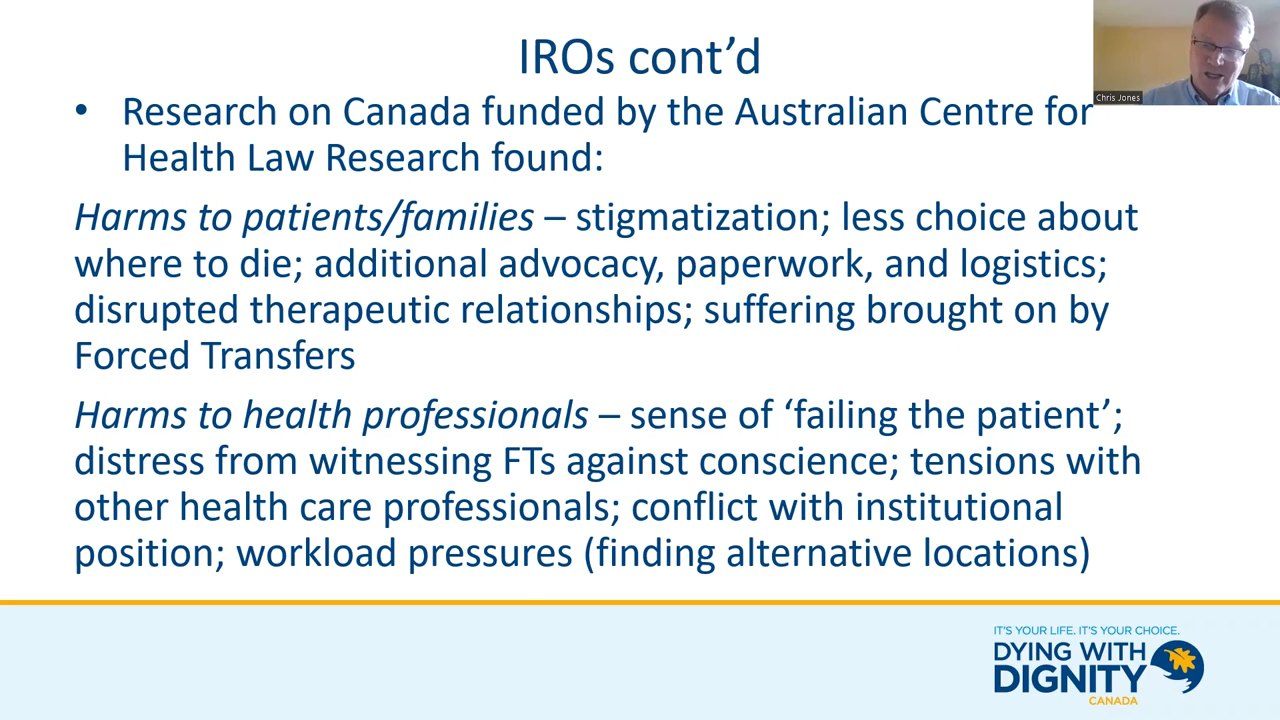 IROs cont’d
Chris Jones
• Research on Canada funded by the Australian Centre for
Health Law Research found:
Harms to patients/families – stigmatization; less choice about
where to die; additional advocacy, paperwork, and logistics;
disrupted therapeutic relationships; suffering brought on by
Forced Transfers
Harms to health professionals – sense of ‘failing the patient’;
distress from witnessing FTs against conscience; tensions with
other health care professionals; conflict with institutional
position; workload pressures (finding alternative locations)
IT'S YOUR LIFE. IT'S YOUR CHOICE.
DYING WITH
DIGNITY
CANADA